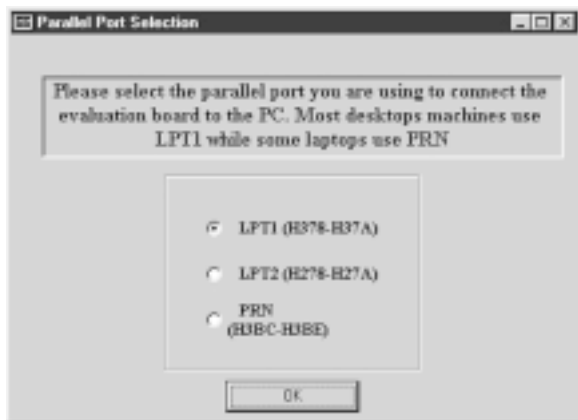 Parallel Port Selection
Please select the parallel port you are using to connect the
evaluation board to the PC. Most desktops machines use
LPT1 while some laptops use PRN
LPT1 (H378-H37A)
LPT2 (H278-H27A)
PRN
(H3BC-H3BE)
OK